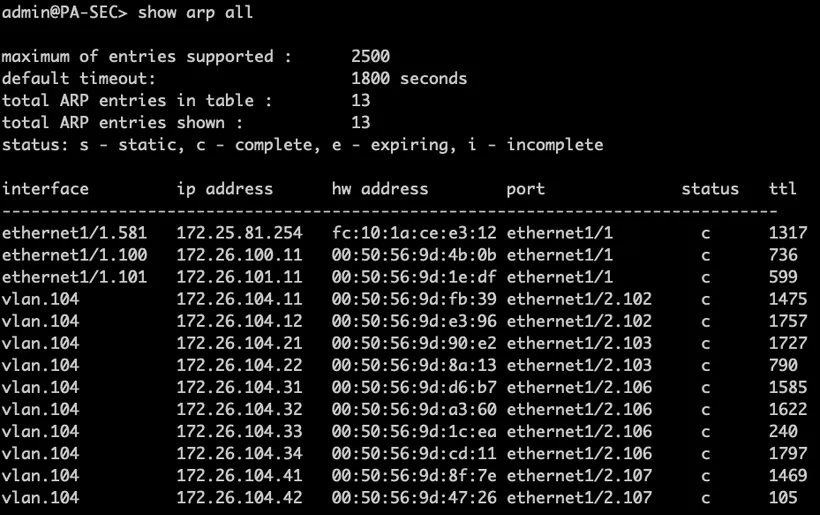 admin@PA-SEC> show arp all
maximum of entries supported :      2500
default timeout:                    1800 seconds
total ARP entries in table :        13
total ARP entries shown :           13
status: s - static, c - complete, e - expiring, i - incomplete
interface         ip address      hw address        port              status   ttl
--------------------------------------------------------------------------------
ethernet1/1.581   172.25.81.254   fc:10:1a:ce:e3:12 ethernet1/1         c      1317
ethernet1/1.100   172.26.100.11   00:50:56:9d:4b:0b ethernet1/1         c      736
ethernet1/1.101   172.26.101.11   00:50:56:9d:1e:df ethernet1/1         c      599
vlan.104          172.26.104.11   00:50:56:9d:fb:39 ethernet1/2.102     c      1475
vlan.104          172.26.104.12   00:50:56:9d:e3:96 ethernet1/2.102     c      1757
vlan.104          172.26.104.21   00:50:56:9d:90:e2 ethernet1/2.103     c      1727
vlan.104          172.26.104.22   00:50:56:9d:8a:13 ethernet1/2.103     c      790
vlan.104          172.26.104.31   00:50:56:9d:d6:b7 ethernet1/2.106     c      1585
vlan.104          172.26.104.32   00:50:56:9d:a3:60 ethernet1/2.106     c      1622
vlan.104          172.26.104.33   00:50:56:9d:1c:ea ethernet1/2.106     c      240
vlan.104          172.26.104.34   00:50:56:9d:cd:11 ethernet1/2.106     c      1797
vlan.104          172.26.104.41   00:50:56:9d:8f:7e ethernet1/2.107     c      1469
vlan.104          172.26.104.42   00:50:56:9d:47:26 ethernet1/2.107     c      105